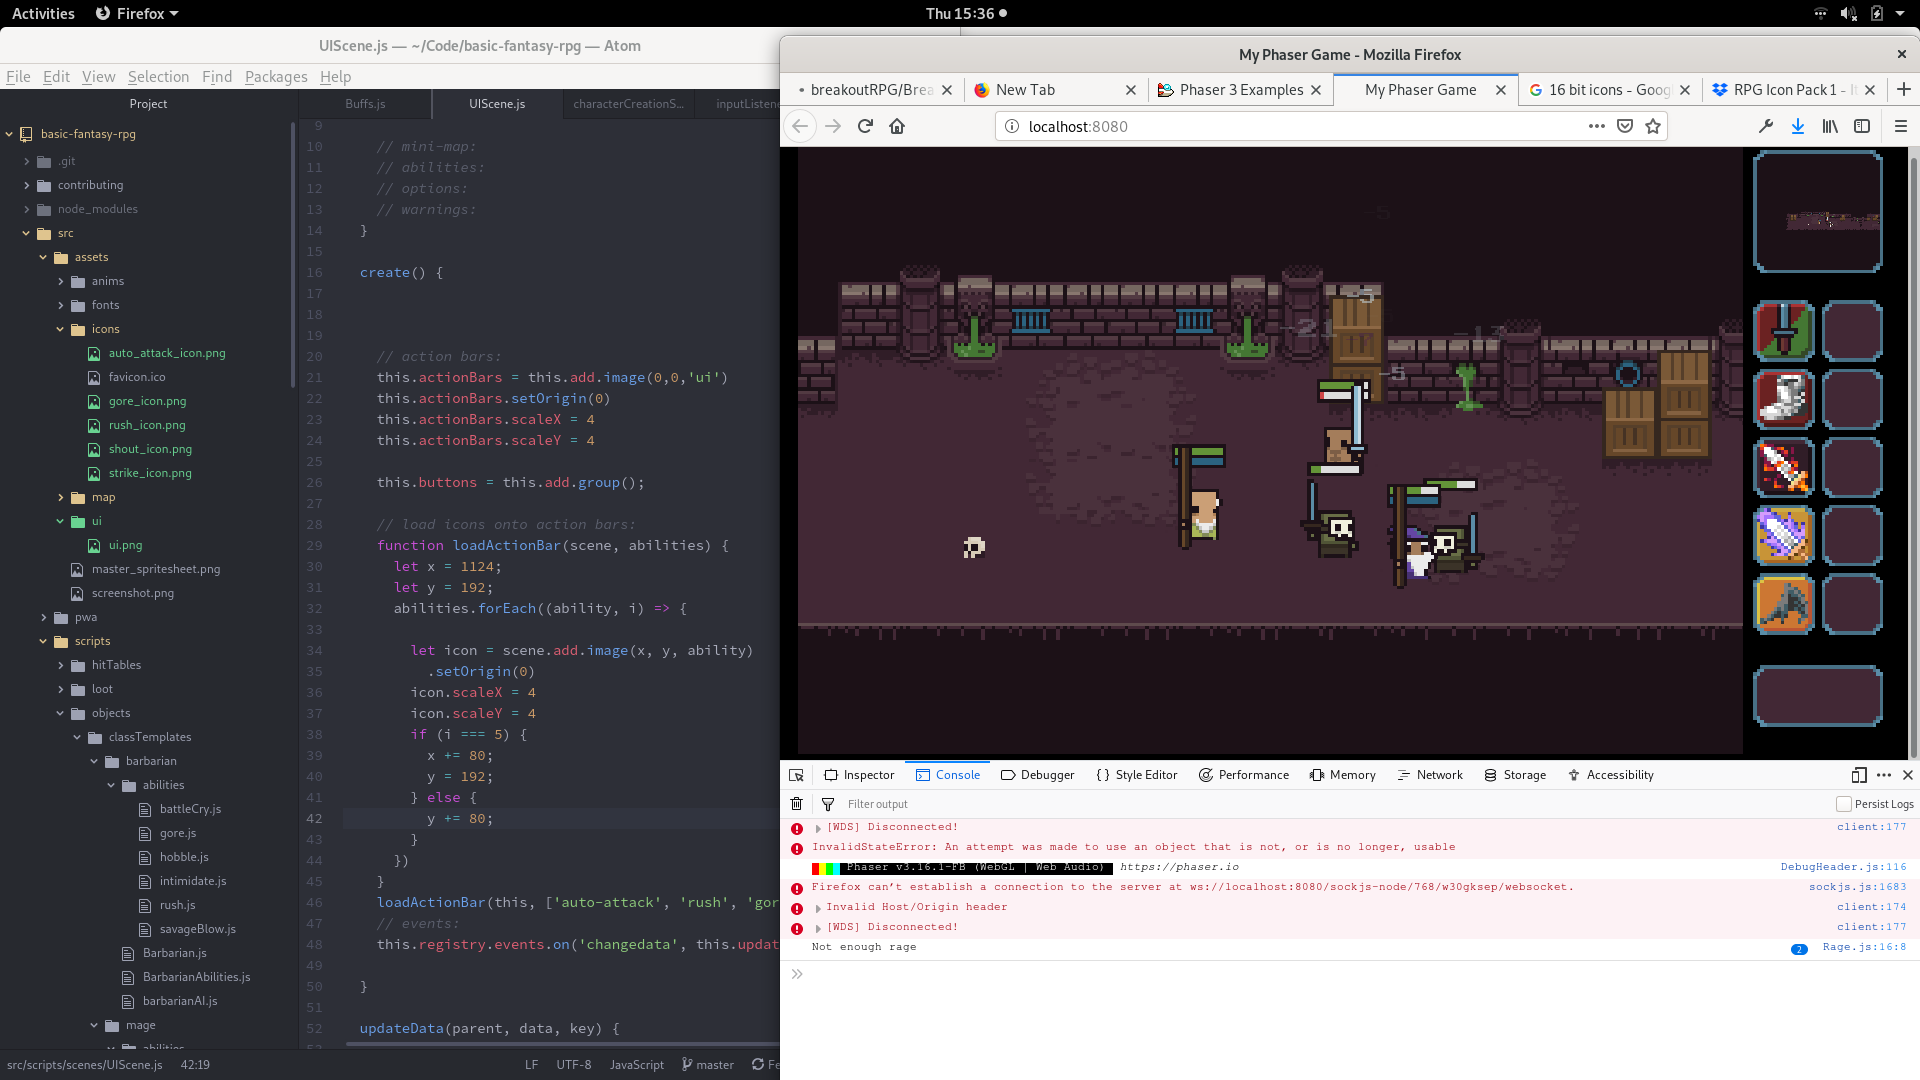 Activities
Firefox
Thu 15:36
UIScene.js — ~/Code/basic-fantasy-rpg — Atom
File Edit View Selection Find Packages Help
Project
basic-fantasy-rpg
.git
contributing
node_modules
src
assets
anims
fonts
icons
auto_attack_icon.png
favicon.ico
gore_icon.png
rush_icon.png
shout_icon.png
strike_icon.png
map
ui
ui.png
master_spritesheet.png
screenshot.png
pwa
scripts
hitTables
loot
objects
classTemplates
barbarian
abilities
battleCry.js
gore.js
hobble.js
intimidate.js
rush.js
savageBlow.js
Barbarian.js
BarbarianAbilities.js
barbarianAI.js
mage
abilities
Buffs.js
UIScene.js
characterCreationS...
inputListene
9
10 // mini-map:
11 // abilities:
12 // options:
13 // warnings:
14 }
15
16 create() {
17
18
19
20 // action bars:
21 this.actionBars = this.add.image(0,0,'ui')
22 this.actionBars.setOrigin(0)
23 this.actionBars.scaleX = 4
24 this.actionBars.scaleY = 4
25
26 this.buttons = this.add.group();
27
28 // load icons onto action bars:
29 function loadActionBar(scene, abilities) {
30 let x = 1124;
31 let y = 192;
32 abilities.forEach((ability, i) => {
33
34 let icon = scene.add.image(x, y, ability)
35 .setOrigin(0)
36 icon.scaleX = 4
37 icon.scaleY = 4
38 if (i === 5) {
39 x += 80;
40 y = 192;
41 } else {
42 y += 80;
43 }
44 })
45 }
46 loadActionBar(this, ['auto-attack', 'rush', 'gor
47 // events:
48 this.registry.events.on('changedata', this.updat
49
50 }
51
52 updateData(parent, data, key) {
src/scripts/scenes/UIScene.js 42:19
LF UTF-8 JavaScript master Fe
My Phaser Game - Mozilla Firefox
breakoutRPG/Brea
New Tab
Phaser 3 Examples
My Phaser Game
16 bit icons - Goog
RPG Icon Pack 1 - It
localhost:8080
-5
-5
-21
-13
-5
Inspector Console Debugger Style Editor Performance Memory Network Storage Accessibility
Filter output
Persist Logs
[WDS] Disconnected! client:177
InvalidStateError: An attempt was made to use an object that is not, or is no longer, usable
Phaser v3.16.1-FB (WebGL | Web Audio) https://phaser.io DebugHeader.js:116
Firefox can’t establish a connection to the server at ws://localhost:8080/sockjs-node/768/w30gksep/websocket. sockjs.js:1683
Invalid Host/Origin header client:174
[WDS] Disconnected! client:177
Not enough rage 2 Rage.js:16:8